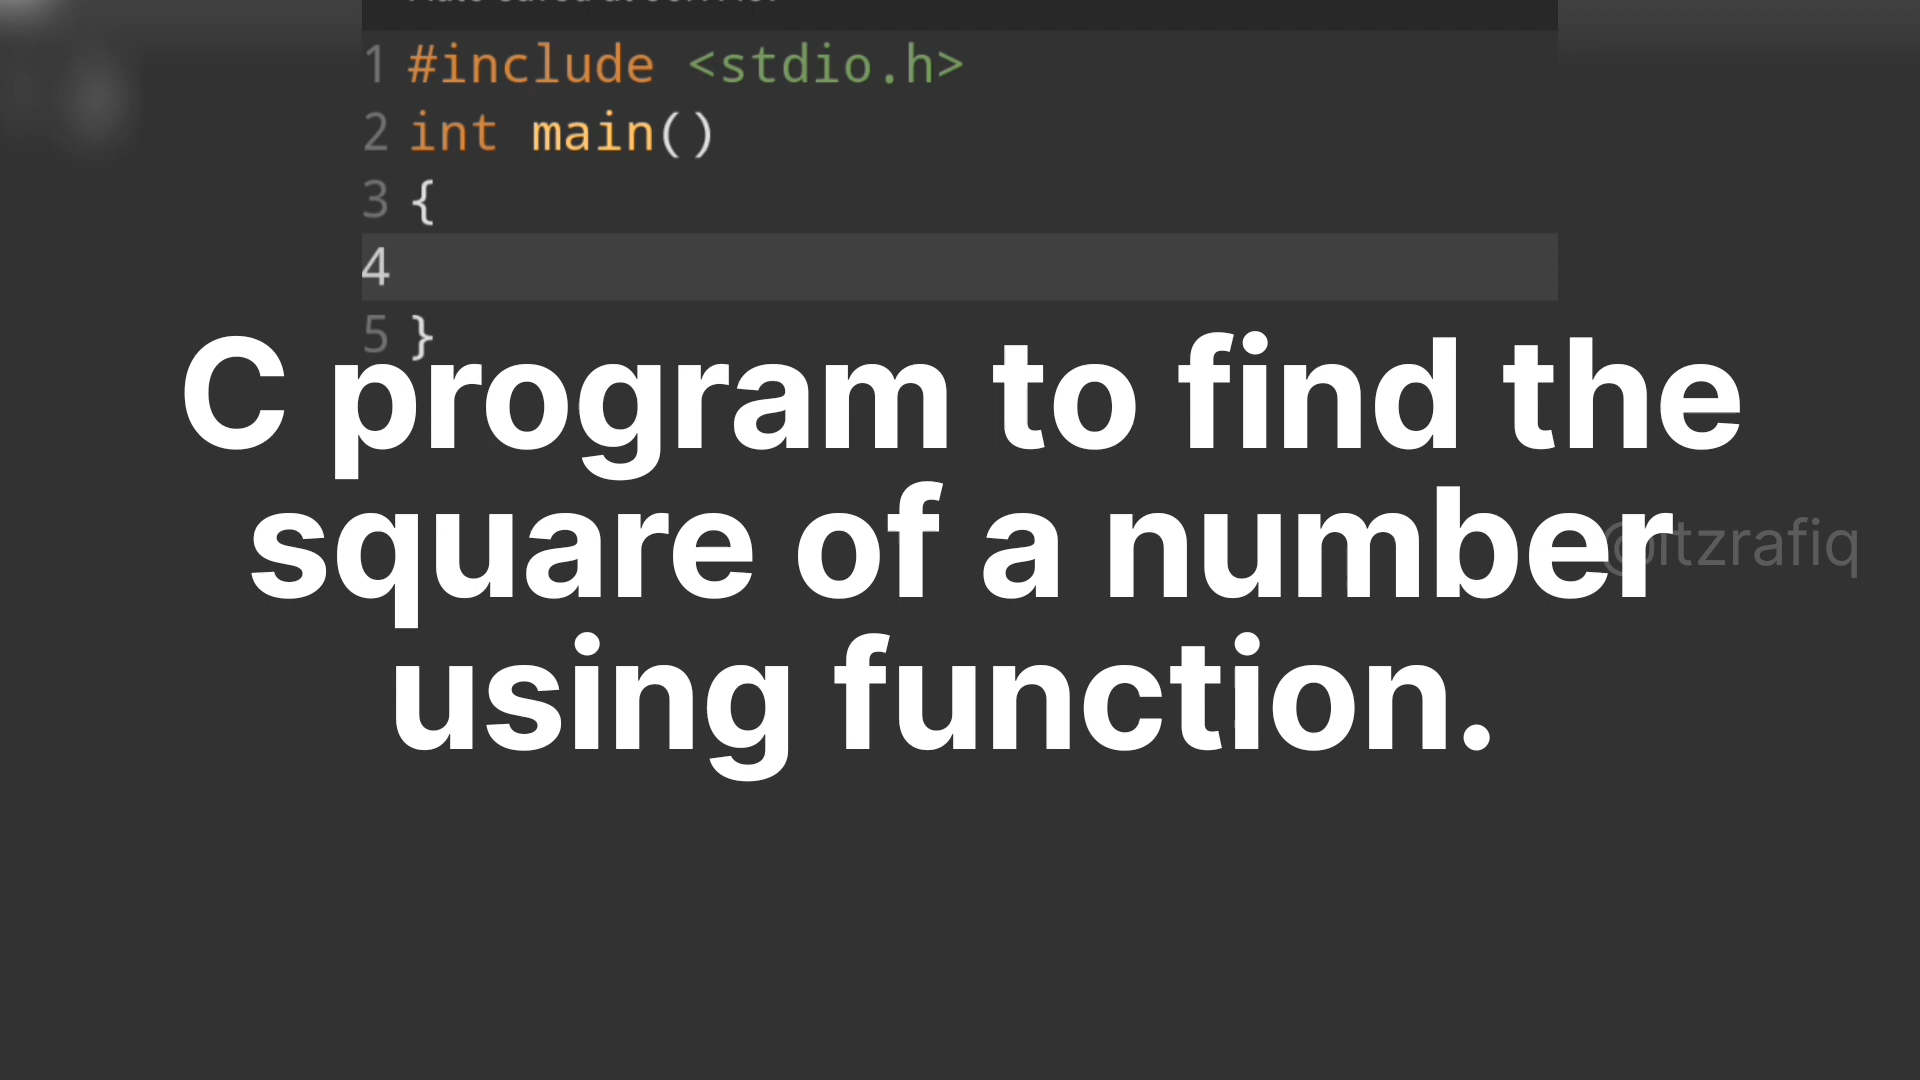 1 #include <stdio.h>
2 int main()
3 {
4
5 }
C program to find the
square of a number
using function.
@itzrafiq